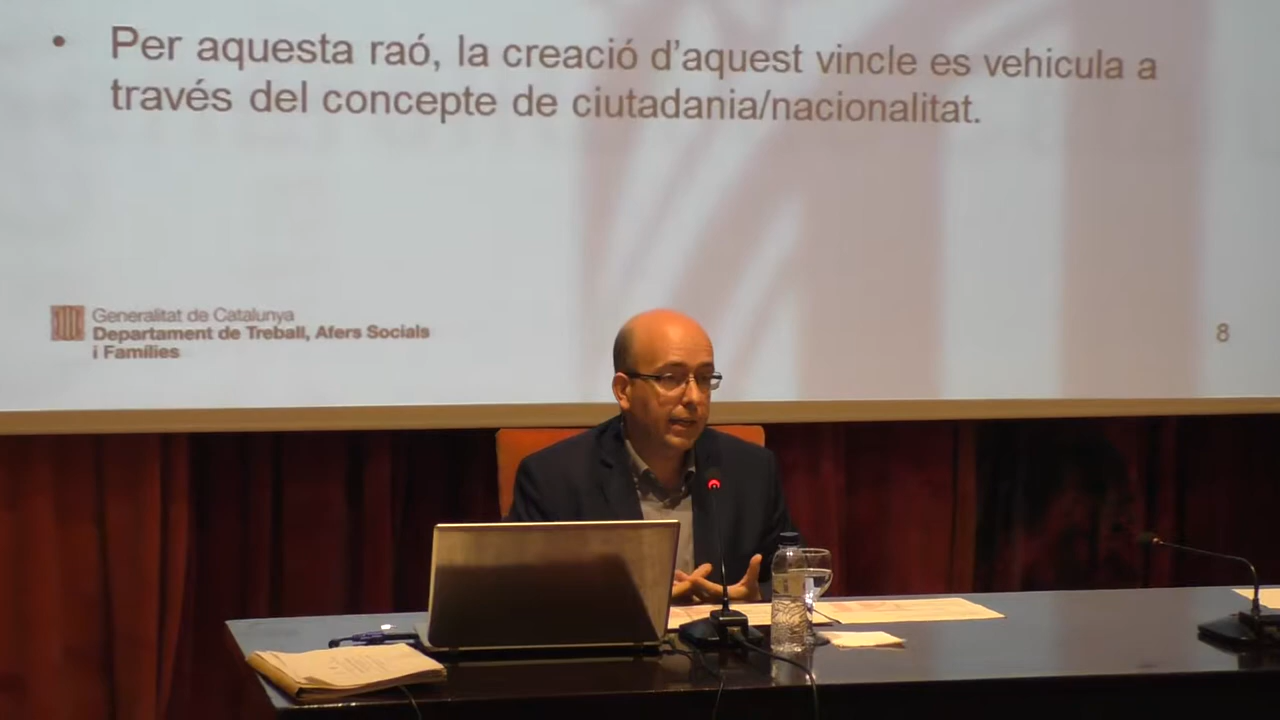 • Per aquesta raó, la creació d'aquest vincle es vehicula a
través del concepte de ciutadania/nacionalitat.
Generalitat de Catalunya
Departament de Treball, Afers Socials
i Famílies
8